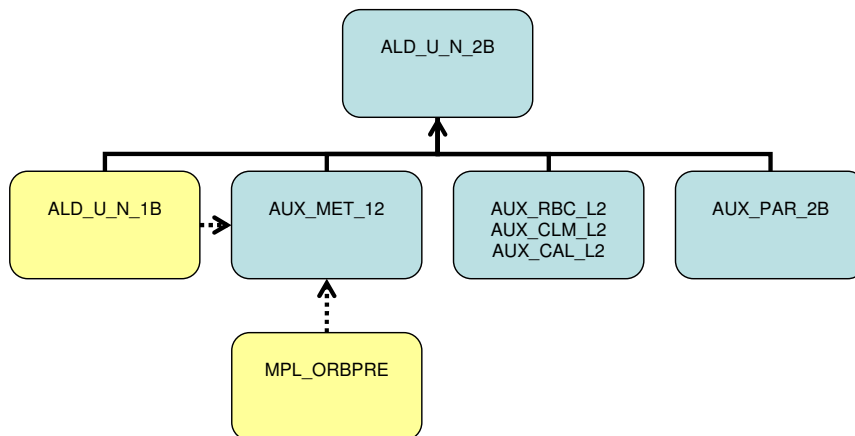 ALD_U_N_2B
ALD_U_N_1B
AUX_MET_12
AUX_RBC_L2
AUX_CLM_L2
AUX_CAL_L2
AUX_PAR_2B
MPL_ORBPRE